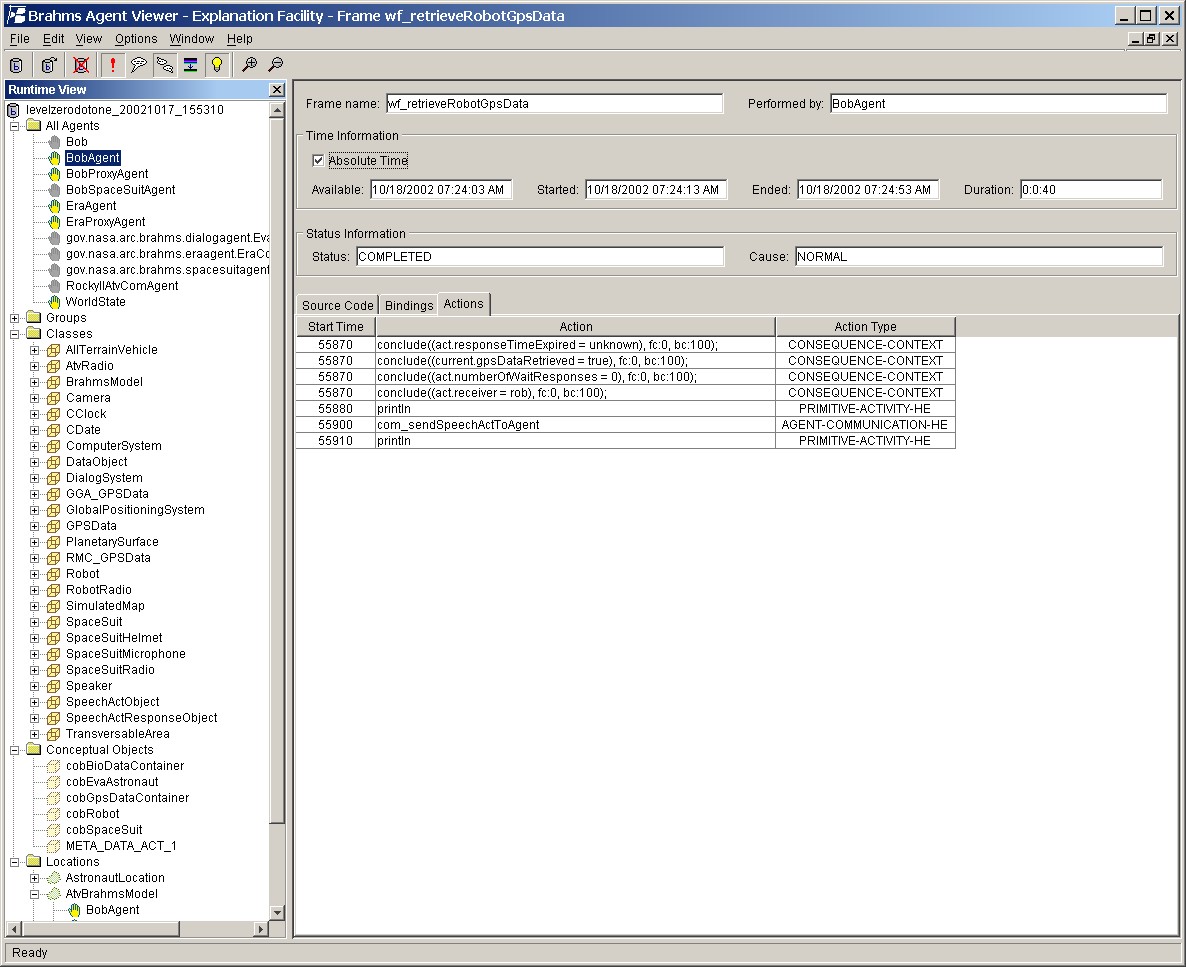 Brahms Agent Viewer - Explanation Facility - Frame wf_retrieveRobotGpsData
File Edit View Options Window Help
Runtime View
levelzerodotone_20021017_155310
All Agents
Bob
BobAgent
BobProxyAgent
BobSpaceSuitAgent
EraAgent
EraProxyAgent
gov.nasa.arc.brahms.dialogagent.Eva
gov.nasa.arc.brahms.eraagent.EraCo
gov.nasa.arc.brahms.spacesuitagent
RockyIIAtvComAgent
WorldState
Groups
Classes
AllTerrainVehicle
AtvRadio
BrahmsModel
Camera
CClock
CDate
ComputerSystem
DataObject
DialogSystem
GGA_GPSData
GlobalPositioningSystem
GPSData
PlanetarySurface
RMC_GPSData
Robot
RobotRadio
SimulatedMap
SpaceSuit
SpaceSuitHelmet
SpaceSuitMicrophone
SpaceSuitRadio
Speaker
SpeechActObject
SpeechActResponseObject
TransversableArea
Conceptual Objects
cobBioDataContainer
cobEvaAstronaut
cobGpsDataContainer
cobRobot
cobSpaceSuit
META_DATA_ACT_1
Locations
AstronautLocation
AtvBrahmsModel
BobAgent
Frame name: wf_retrieveRobotGpsData Performed by: BobAgent
Time Information
Absolute Time
Available: 10/18/2002 07:24:03 AM Started: 10/18/2002 07:24:13 AM Ended: 10/18/2002 07:24:53 AM Duration: 0:0:40
Status Information
Status: COMPLETED Cause: NORMAL
Source Code Bindings Actions
Start Time Action Action Type
55870 conclude((act.responseTimeExpired = unknown), fc:0, bc:100); CONSEQUENCE-CONTEXT
55870 conclude((current.gpsDataRetrieved = true), fc:0, bc:100); CONSEQUENCE-CONTEXT
55870 conclude((act.numberOfWaitResponses = 0), fc:0, bc:100); CONSEQUENCE-CONTEXT
55870 conclude((act.receiver = rob), fc:0, bc:100); CONSEQUENCE-CONTEXT
55880 println PRIMITIVE-ACTIVITY-HE
55900 com_sendSpeechActToAgent AGENT-COMMUNICATION-HE
55910 println PRIMITIVE-ACTIVITY-HE
Ready